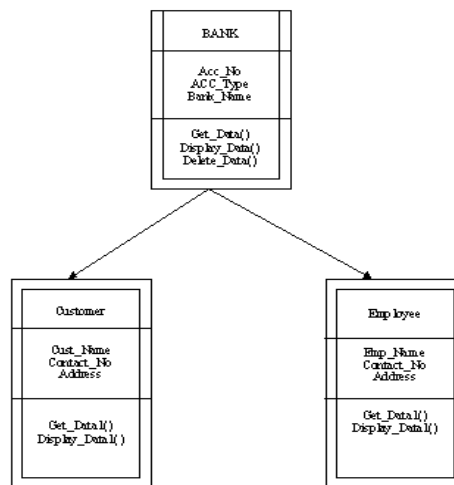 BANK
Acc_No
ACC_Type
Bank_Name
Get_Data()
Display_Data()
Delete_Data()
Customer
Cust_Name
Contact_No
Address
Get_Data1()
Display_Data1()
Employee
Emp_Name
Contact_No
Address
Get_Data1()
Display_Data1()